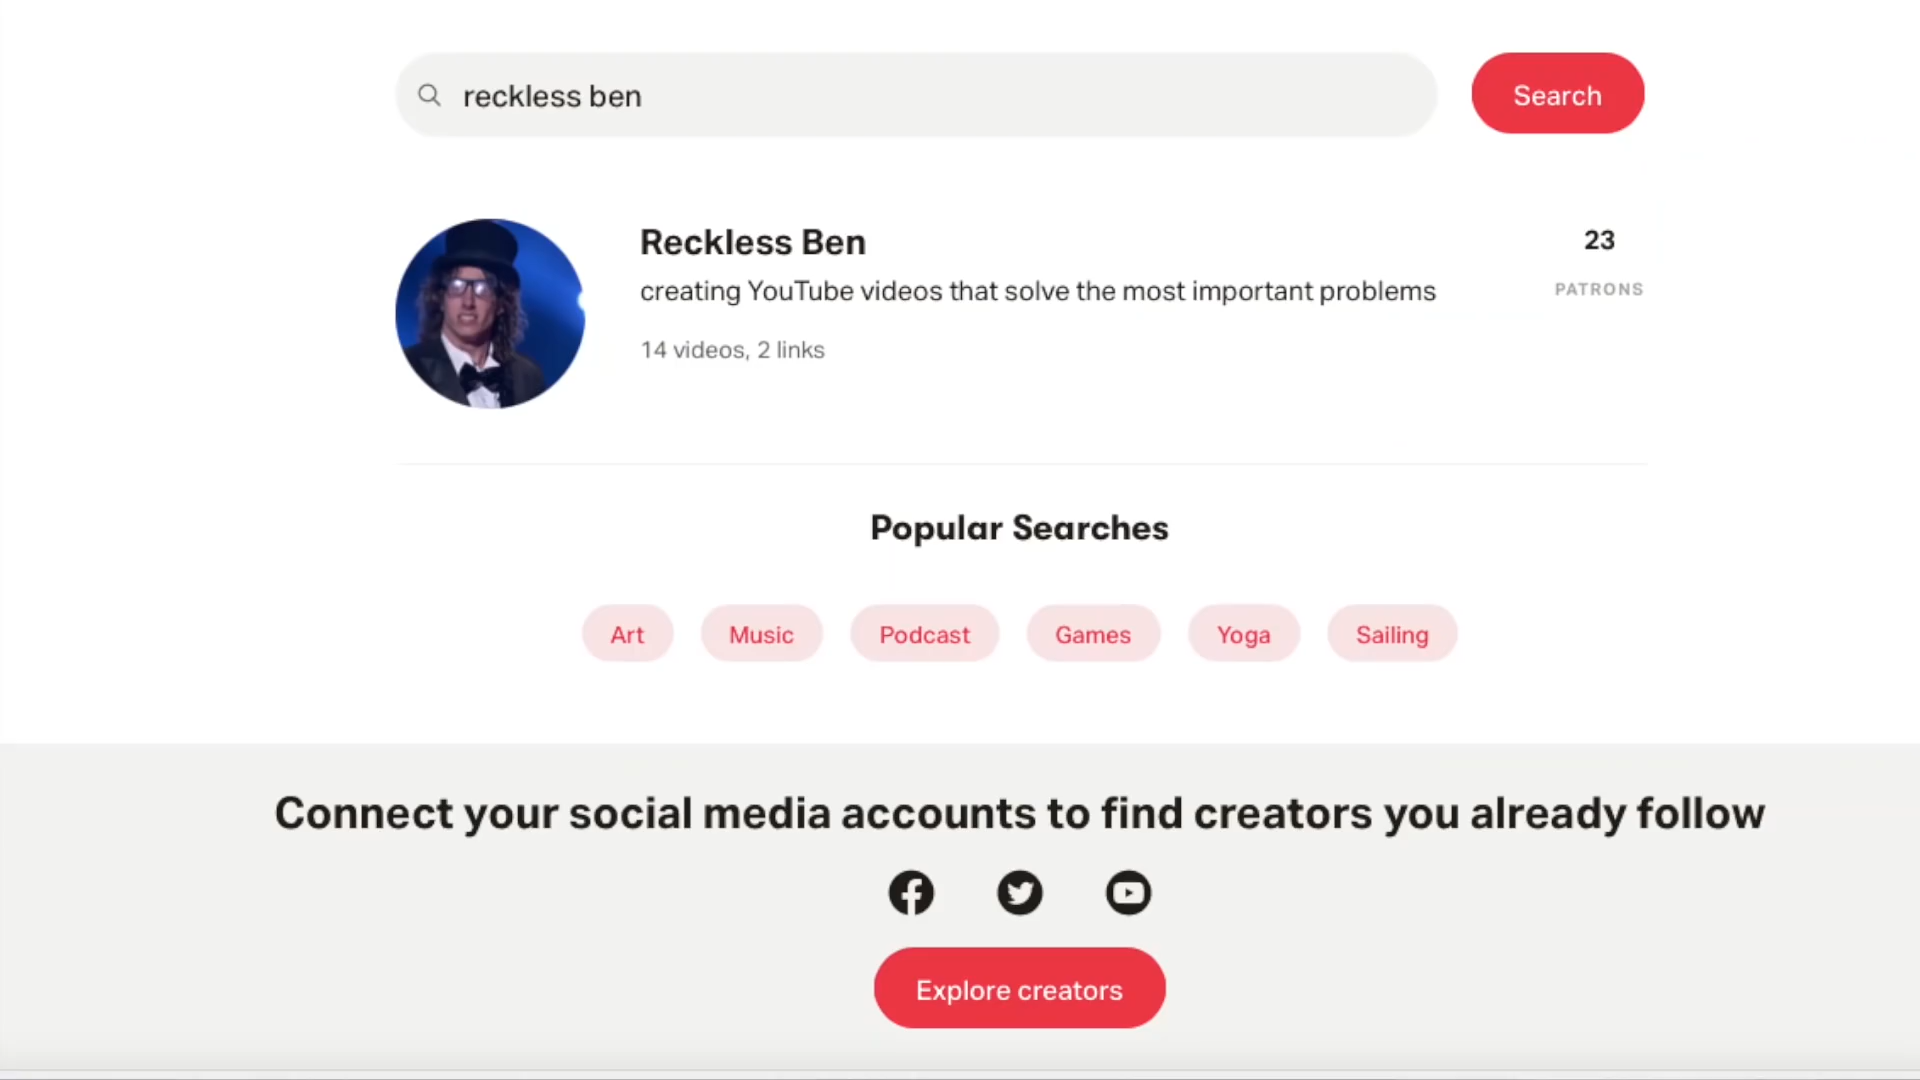 reckless ben
Search
Reckless Ben
23
creating YouTube videos that solve the most important problems
PATRONS
14 videos, 2 links
Popular Searches
Art
Music
Podcast
Games
Yoga
Sailing
Connect your social media accounts to find creators you already follow
Explore creators